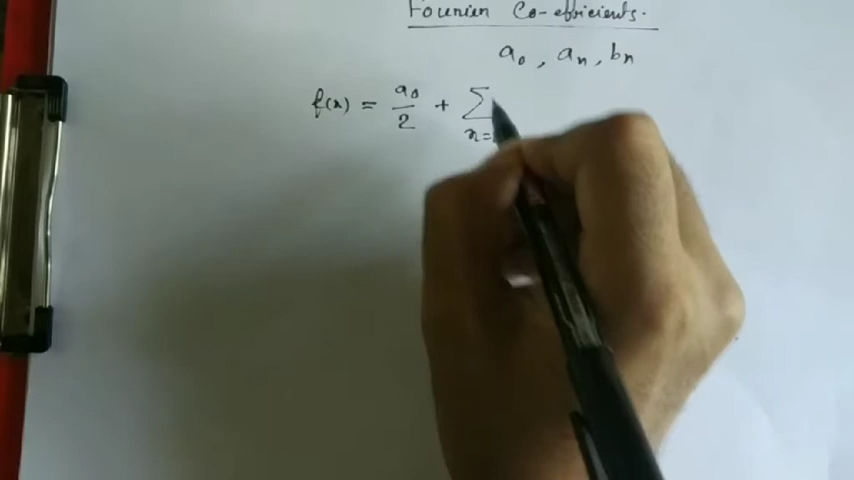 Fourier Co-efficients.
a₀, aₙ, bₙ
f(x) = a₀/2 + ∑ n=